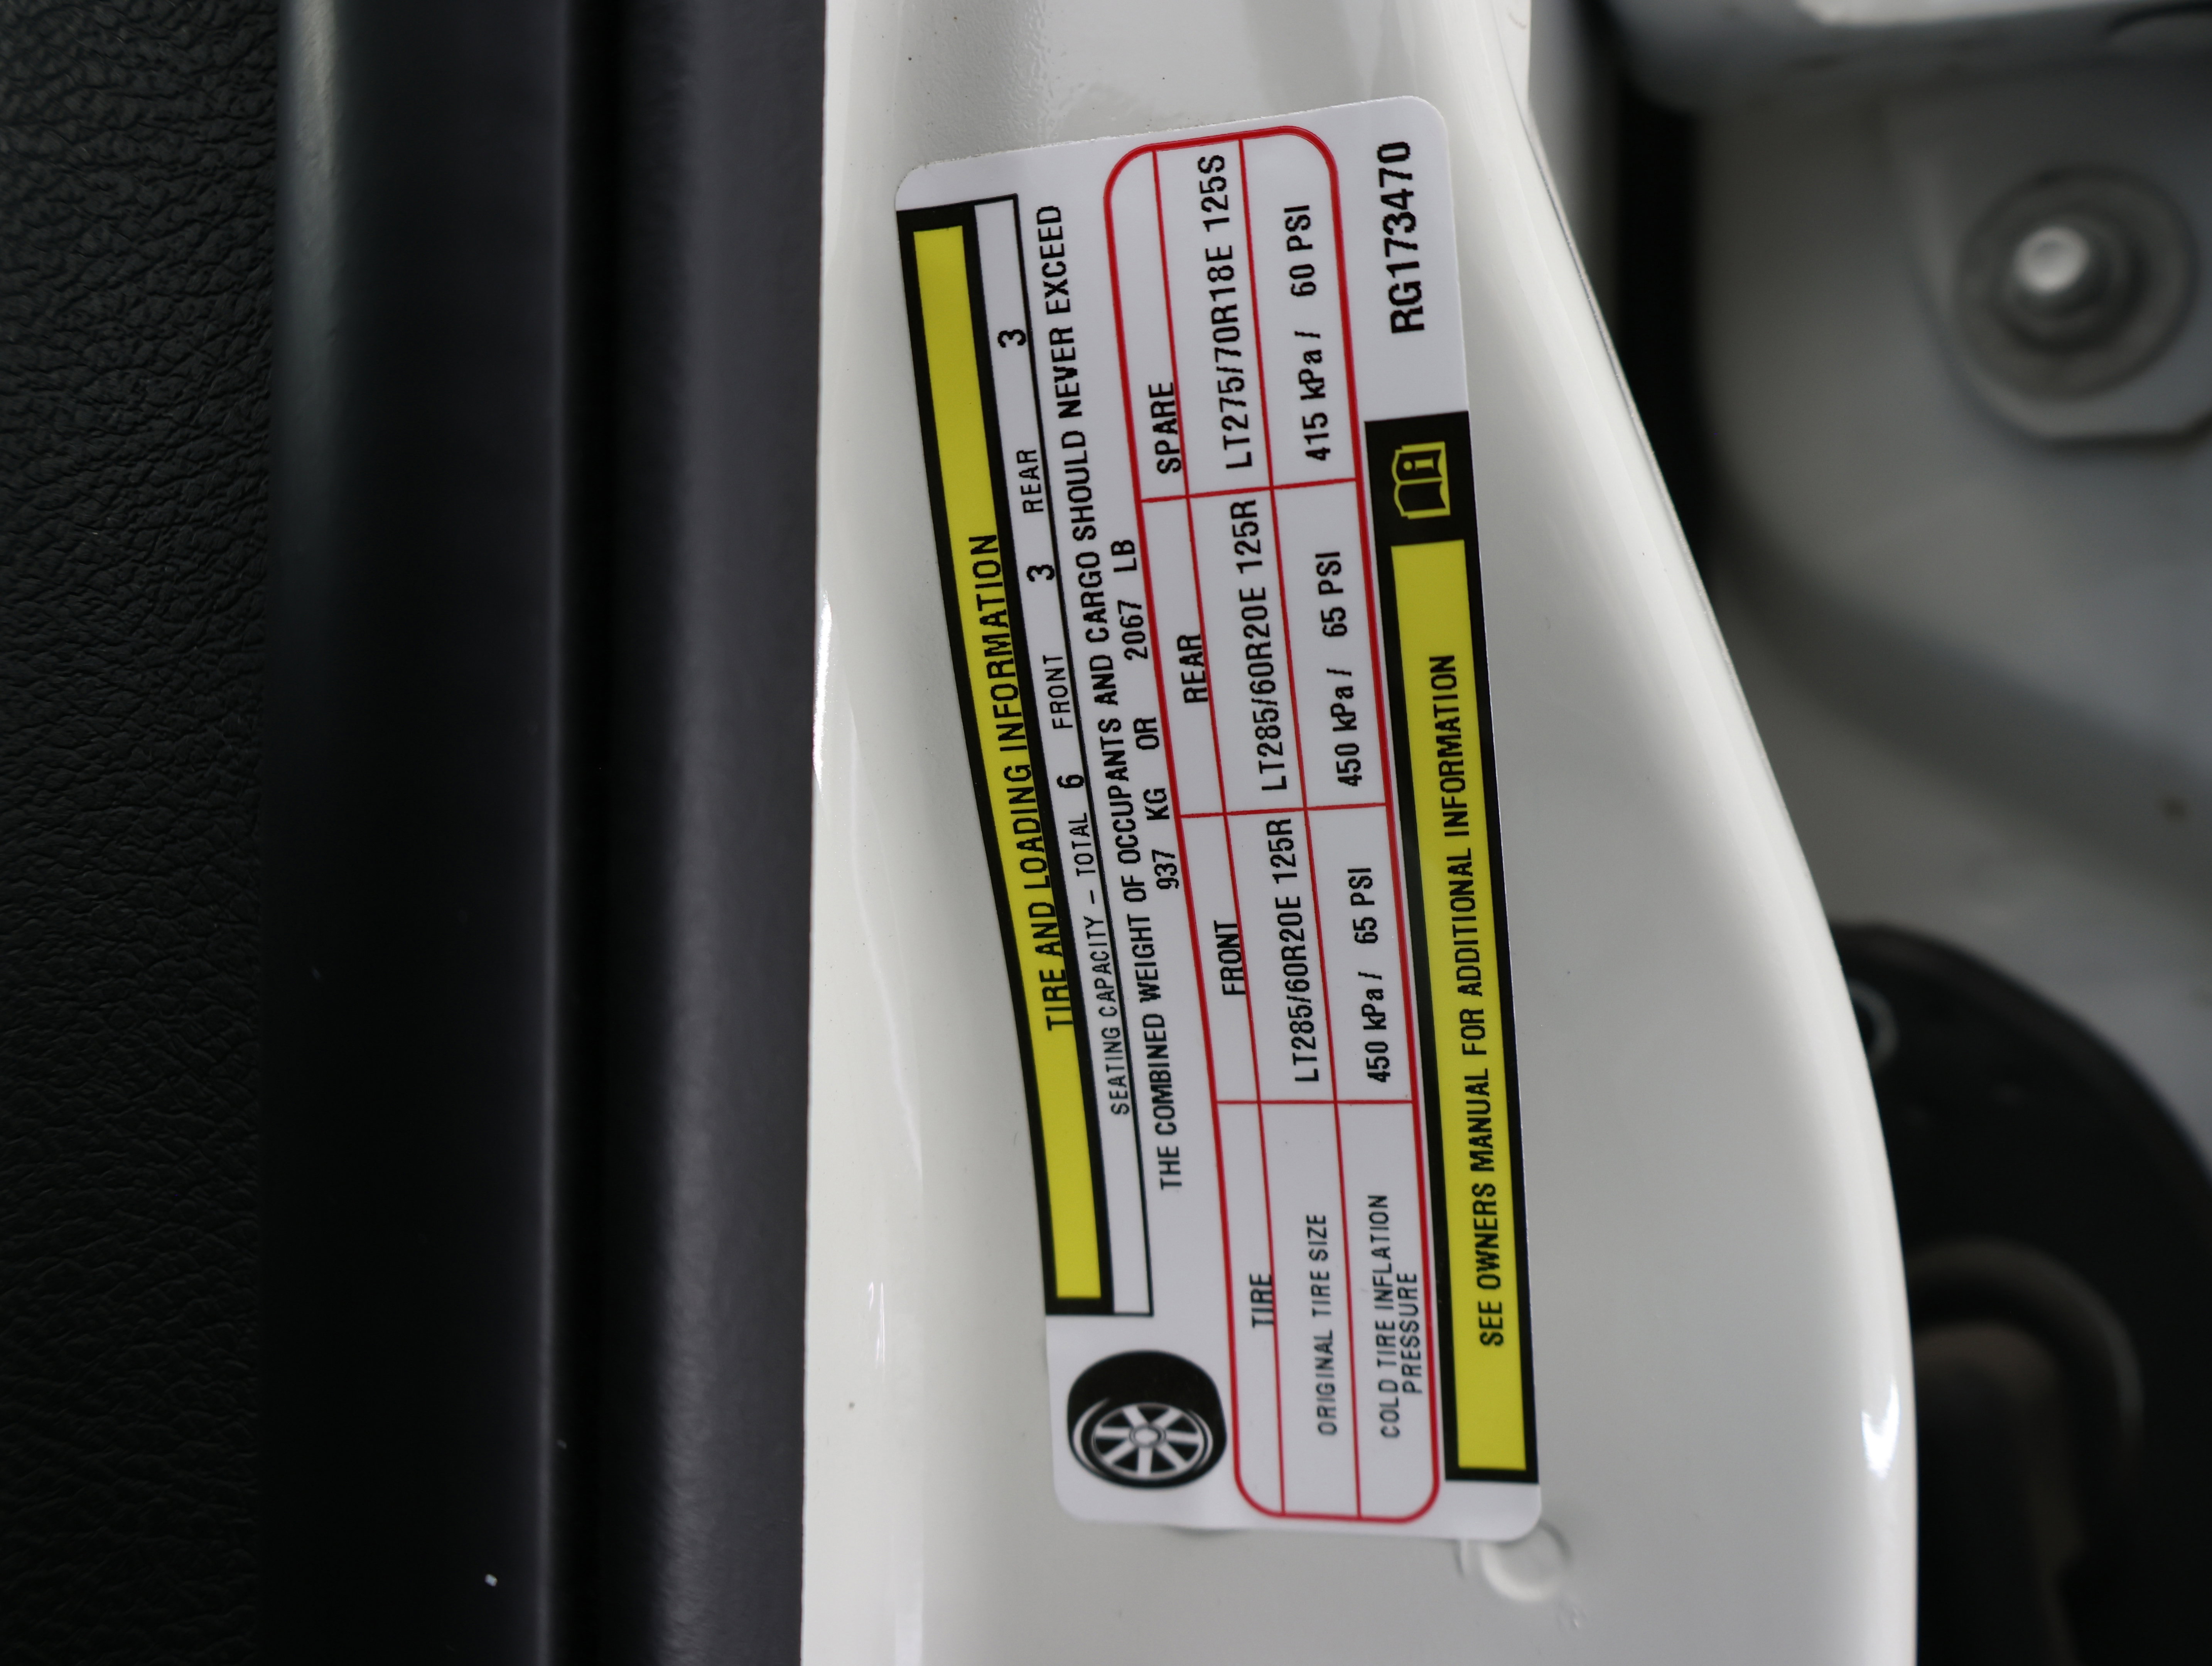 TIRE AND LOADING INFORMATION
SEATING CAPACITY – TOTAL 6 FRONT 3 REAR 3
THE COMBINED WEIGHT OF OCCUPANTS AND CARGO SHOULD NEVER EXCEED
937 KG OR 2067 LB
TIRE FRONT REAR SPARE
ORIGINAL TIRE SIZE LT285/60R20E 125R LT285/60R20E 125R LT275/70R18E 125S
COLD TIRE INFLATION PRESSURE 450 kPa / 65 PSI 450 kPa / 65 PSI 415 kPa / 60 PSI
SEE OWNERS MANUAL FOR ADDITIONAL INFORMATION
RG173470